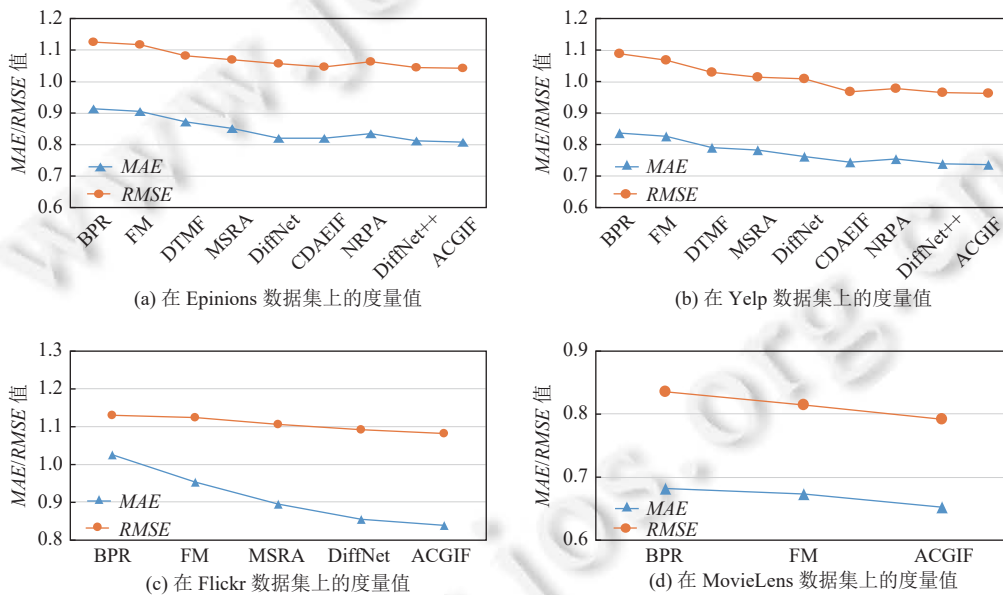 1.2
1.1
1.0
0.9
0.8
0.7
0.6
MAE/RMSE 值
MAE
RMSE
BPR
FM
DTMF
MSRA
DiffNet
CDAEIF
NRPA
DiffNet++
ACGIF
(a) 在 Epinions 数据集上的度量值
1.2
1.1
1.0
0.9
0.8
0.7
0.6
MAE/RMSE 值
MAE
RMSE
BPR
FM
DTMF
MSRA
DiffNet
CDAEIF
NRPA
DiffNet++
ACGIF
(b) 在 Yelp 数据集上的度量值
1.3
1.2
1.1
1.0
0.9
0.8
MAE/RMSE 值
MAE
RMSE
BPR FM MSRA DiffNet ACGIF
(c) 在 Flickr 数据集上的度量值
0.9
0.8
0.7
0.6
MAE/RMSE 值
MAE
RMSE
BPR FM ACGIF
(d) 在 MovieLens 数据集上的度量值